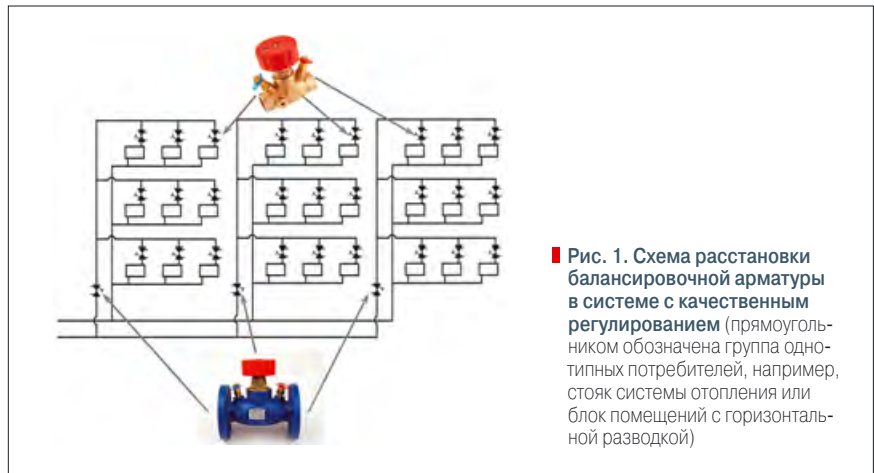 Рис. 1. Схема расстановки
балансировочной арматуры
в системе с качественным
регулированием (прямоуголь-
ником обозначена группа одно-
типных потребителей, например,
стояк системы отопления или
блок помещений с горизонталь-
ной разводкой)